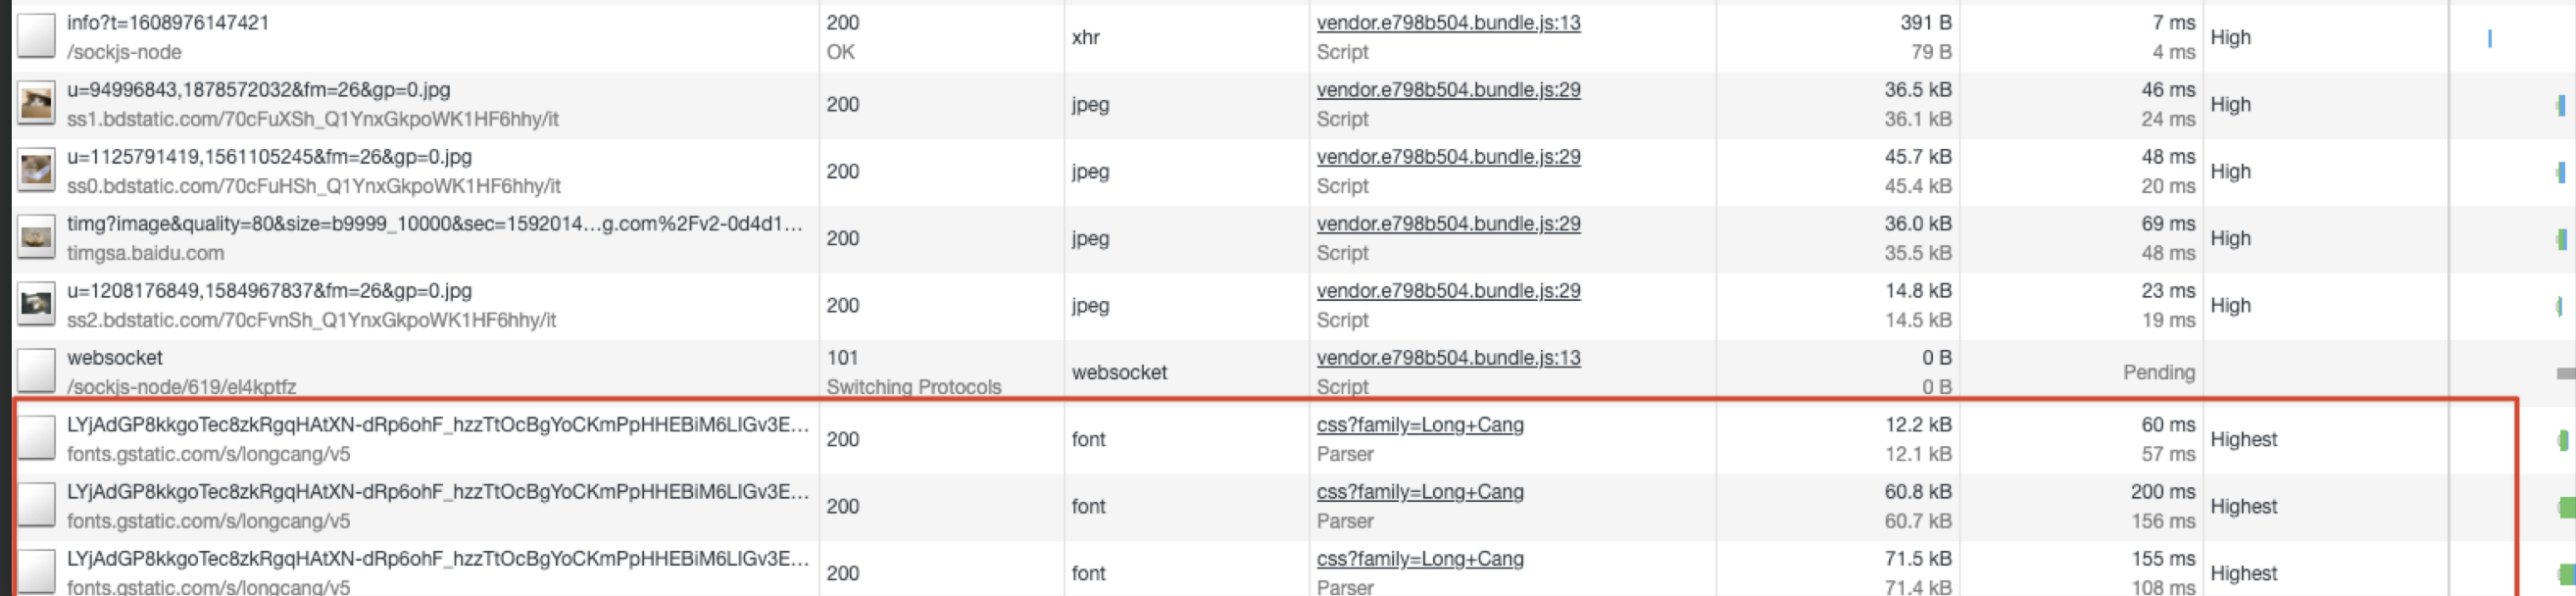 info?t=1608976147421 200 vendor.e798b504.bundle.js:13 391 B 7 ms
/sockjs-node OK xhr Script 79 B 4 ms High
u=94996843,1878572032&fm=26&gp=0.jpg vendor.e798b504.bundle.js:29 36.5 kB 46 ms
ss1.bdstatic.com/70cFuXSh_Q1YnxGkpoWK1HF6hhy/it 200 jpeg Script 36.1 kB 24 ms High
u=1125791419,1561105245&fm=26&gp=0.jpg vendor.e798b504.bundle.js:29 45.7 kB 48 ms
ss0.bdstatic.com/70cFuHSh_Q1YnxGkpoWK1HF6hhy/it 200 jpeg Script 45.4 kB 20 ms High
timg?image&quality=80&size=b9999_10000&sec=1592014…g.com%2Fv2-0d4d1… vendor.e798b504.bundle.js:29 36.0 kB 69 ms
timgsa.baidu.com 200 jpeg Script 35.5 kB 48 ms High
u=1208176849,1584967837&fm=26&gp=0.jpg vendor.e798b504.bundle.js:29 14.8 kB 23 ms
ss2.bdstatic.com/70cFvnSh_Q1YnxGkpoWK1HF6hhy/it 200 jpeg Script 14.5 kB 19 ms High
websocket 101 vendor.e798b504.bundle.js:13 0 B
/sockjs-node/619/el4kptfz Switching Protocols websocket Script 0 B Pending
LYjAdGP8kkgoTec8zkRgqHAtXN-dRp6ohF_hzzTtOcBgYoCKmPpHHEBiM6LIGv3E… css?family=Long+Cang 12.2 kB 60 ms
fonts.gstatic.com/s/longcang/v5 200 font Parser 12.1 kB 57 ms Highest
LYjAdGP8kkgoTec8zkRgqHAtXN-dRp6ohF_hzzTtOcBgYoCKmPpHHEBiM6LIGv3E… css?family=Long+Cang 60.8 kB 200 ms
fonts.gstatic.com/s/longcang/v5 200 font Parser 60.7 kB 156 ms Highest
LYjAdGP8kkgoTec8zkRgqHAtXN-dRp6ohF_hzzTtOcBgYoCKmPpHHEBiM6LIGv3E… css?family=Long+Cang 71.5 kB 155 ms
fonts.gstatic.com/s/longcang/v5 200 font Parser 71.4 kB 108 ms Highest